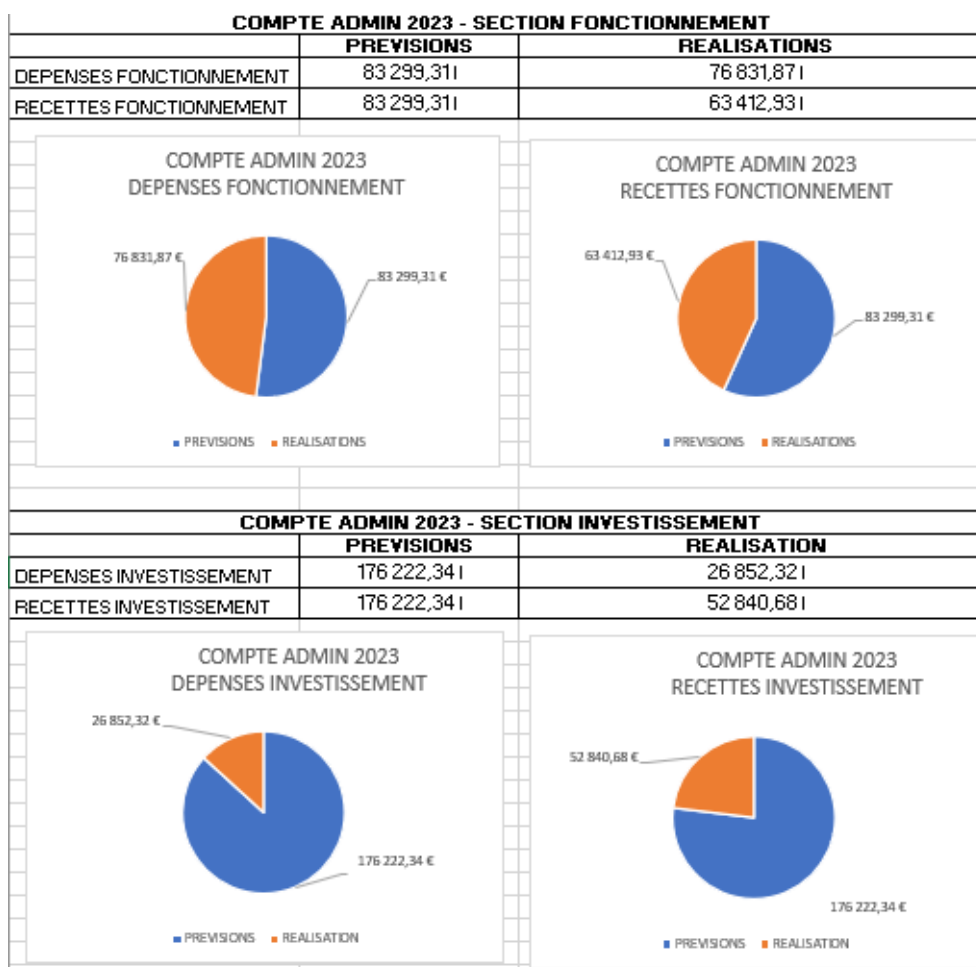 COMPTE ADMIN 2023 - SECTION FONCTIONNEMENT
PREVISIONS REALISATIONS
DEPENSES FONCTIONNEMENT 83 299,31 I 76 831,87 I
RECETTES FONCTIONNEMENT 83 299,31 I 63 412,93 I
COMPTE ADMIN 2023
DEPENSES FONCTIONNEMENT
76 831,87 €
83 299,31 €
PREVISIONS REALISATIONS
COMPTE ADMIN 2023
RECETTES FONCTIONNEMENT
63 412,93 €
83 299,31 €
PREVISIONS REALISATIONS
COMPTE ADMIN 2023 - SECTION INVESTISSEMENT
PREVISIONS REALISATION
DEPENSES INVESTISSEMENT 176 222,34 I 26 852,32 I
RECETTES INVESTISSEMENT 176 222,34 I 52 840,68 I
COMPTE ADMIN 2023
DEPENSES INVESTISSEMENT
26 852,32 €
176 222,34 €
PREVISIONS REALISATION
COMPTE ADMIN 2023
RECETTES INVESTISSEMENT
52 840,68 €
176 222,34 €
PREVISIONS REALISATION